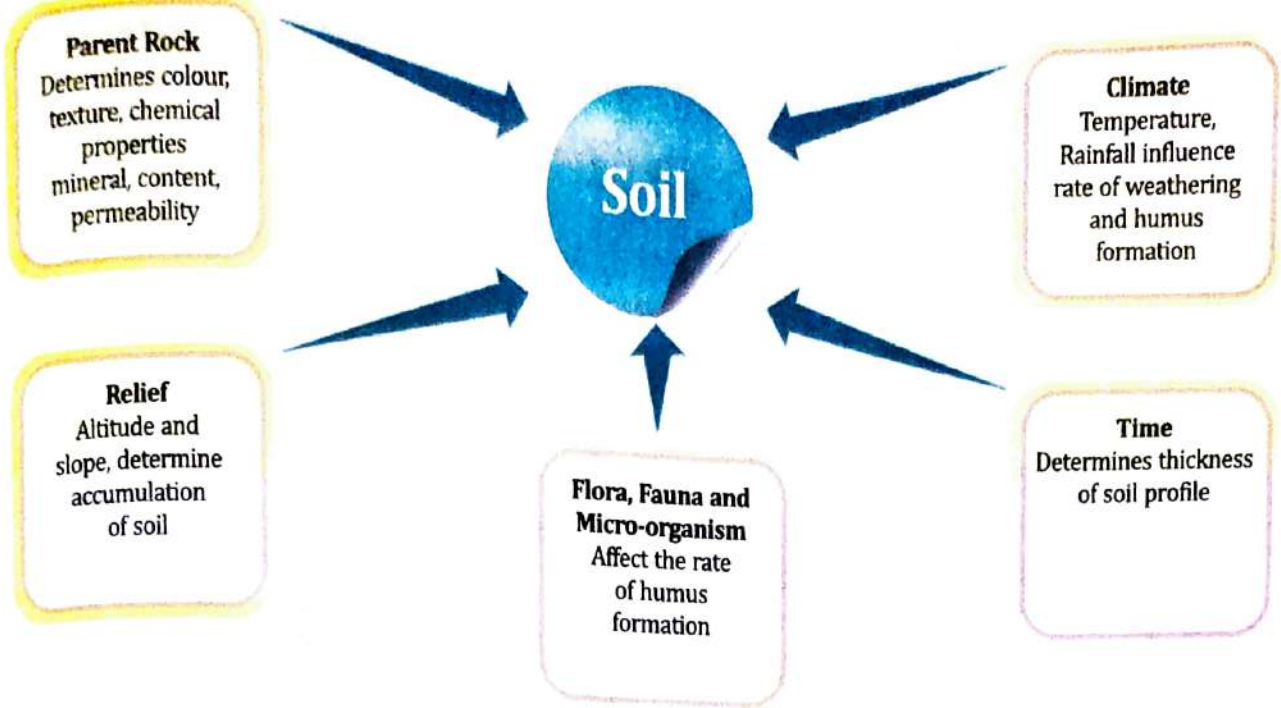 Parent Rock
Determines colour,
texture, chemical
properties
mineral, content,
permeability
Soil
Climate
Temperature,
Rainfall influence
rate of weathering
and humus
formation
Relief
Altitude and
slope, determine
accumulation
of soil
Flora, Fauna and
Micro-organism
Affect the rate
of humus
formation
Time
Determines thickness
of soil profile